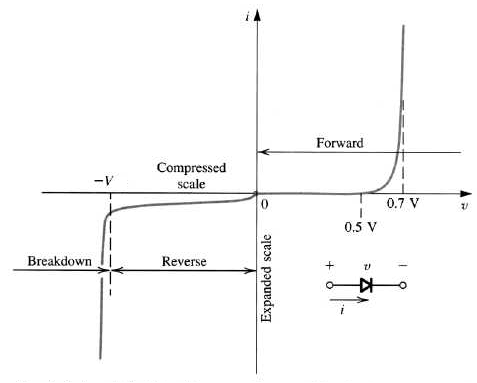 i
Forward
Compressed
scale
−V
0
0.7 V
v
0.5 V
Breakdown
Reverse
Expanded scale
+ v −
i